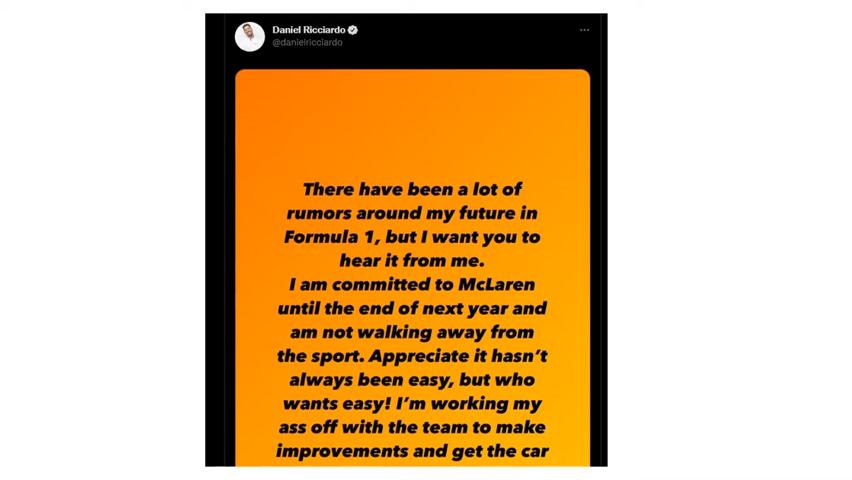 Daniel Ricciardo
@danielricciardo
There have been a lot of
rumors around my future in
Formula 1, but I want you to
hear it from me.
I am committed to McLaren
until the end of next year and
am not walking away from
the sport. Appreciate it hasn’t
always been easy, but who
wants easy! I’m working my
ass off with the team to make
improvements and get the car